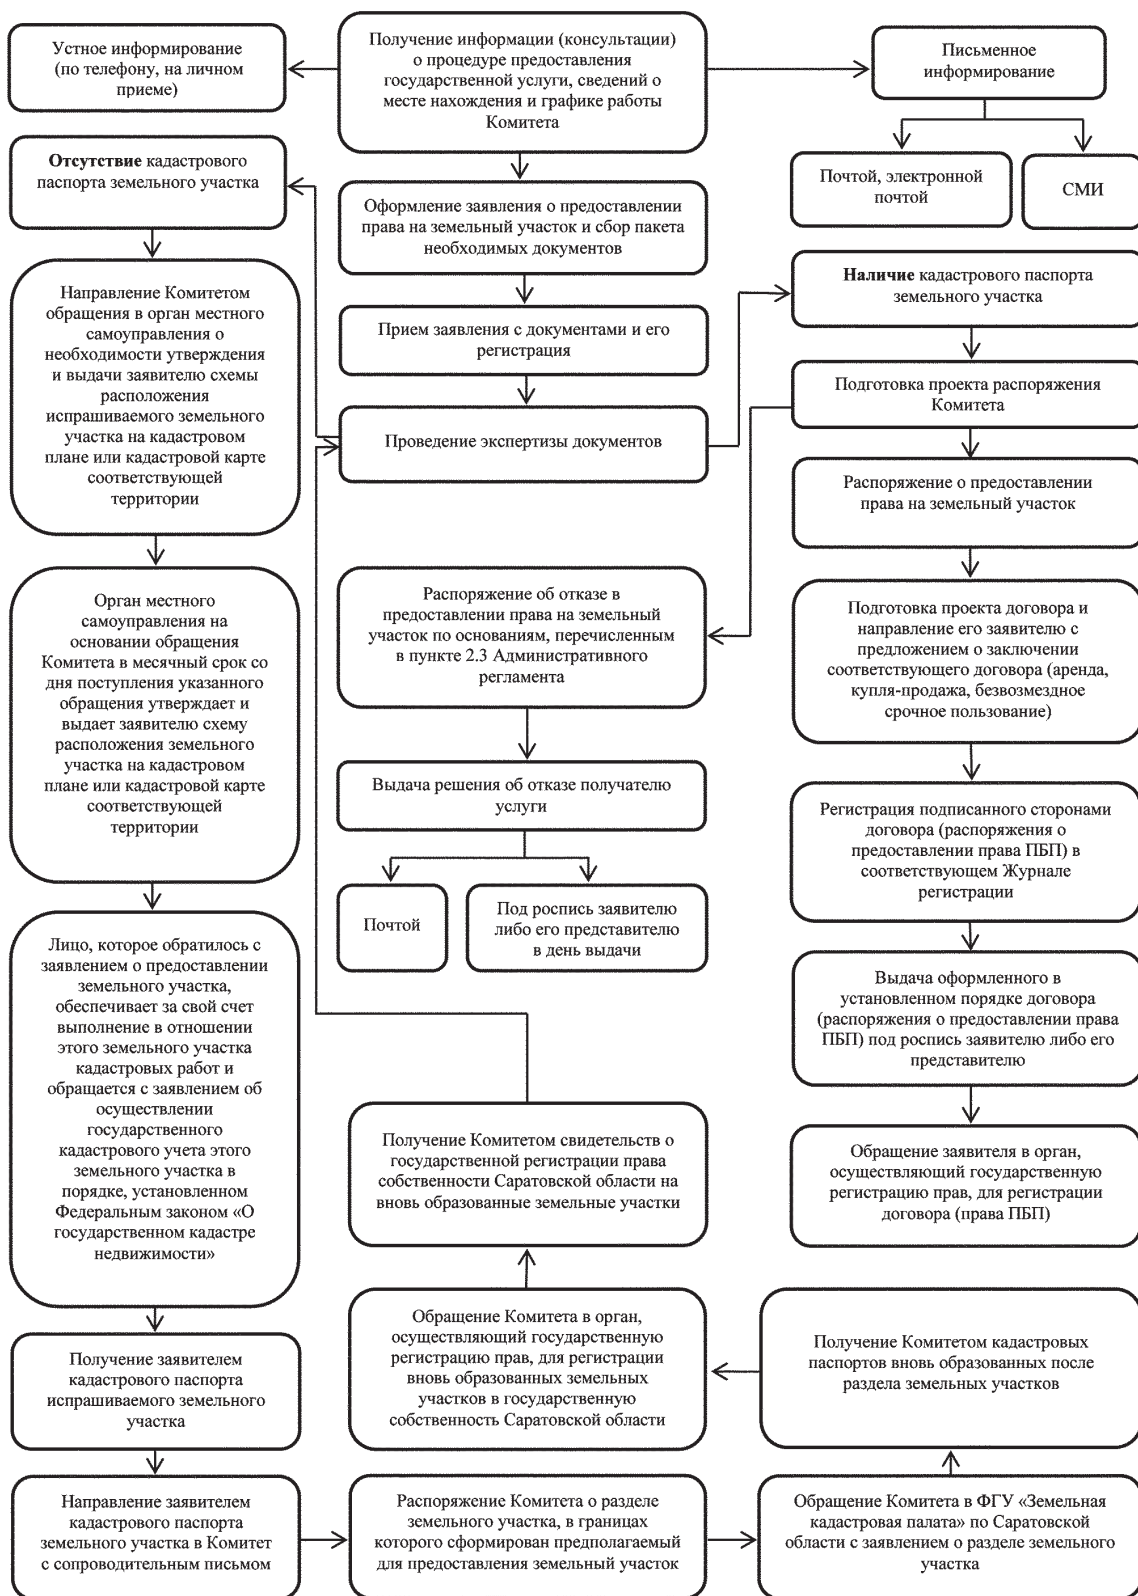 Устное информирование
(по телефону, на личном
приеме)
Получение информации (консультации)
о процедуре предоставления
государственной услуги, сведений о
месте нахождения и графике работы
Комитета
Письменное
информирование
Почтой, электронной
почтой
СМИ
Отсутствие кадастрового
паспорта земельного участка
Оформление заявления о предоставлении
права на земельный участок и сбор пакета
необходимых документов
Наличие кадастрового паспорта
земельного участка
Направление Комитетом
обращения в орган местного
самоуправления о
необходимости утверждения
и выдачи заявителю схемы
расположения
испрашиваемого земельного
участка на кадастровом
плане или кадастровой карте
соответствующей
территории
Прием заявления с документами и его
регистрация
Подготовка проекта распоряжения
Комитета
Проведение экспертизы документов
Распоряжение о предоставлении
права на земельный участок
Орган местного
самоуправления на
основании обращения
Комитета в месячный срок со
дня поступления указанного
обращения утверждает и
выдает заявителю схему
расположения земельного
участка на кадастровом
плане или кадастровой карте
соответствующей
территории
Распоряжение об отказе в
предоставлении права на земельный
участок по основаниям, перечисленным
в пункте 2.3 Административного
регламента
Подготовка проекта договора и
направление его заявителю с
предложением о заключении
соответствующего договора (аренда,
купля-продажа, безвозмездное
срочное пользование)
Выдача решения об отказе получателю
услуги
Регистрация подписанного сторонами
договора (распоряжения о
предоставлении права ПБП) в
соответствующем Журнале
регистрации
Почтой
Под роспись заявителю
либо его представителю
в день выдачи
Лицо, которое обратилось с
заявлением о предоставлении
земельного участка,
обеспечивает за свой счет
выполнение в отношении
этого земельного участка
кадастровых работ и
обращается с заявлением об
осуществлении
государственного
кадастрового учета этого
земельного участка в
порядке, установленном
Федеральным законом «О
государственном кадастре
недвижимости»
Выдача оформленного в
установленном порядке договора
(распоряжения о предоставлении права
ПБП) под роспись заявителю либо его
представителю
Получение Комитетом свидетельств о
государственной регистрации права
собственности Саратовской области на
вновь образованные земельные участки
Обращение заявителя в орган,
осуществляющий государственную
регистрацию прав, для регистрации
договора (права ПБП)
Получение заявителем
кадастрового паспорта
испрашиваемого земельного
участка
Обращение Комитета в орган,
осуществляющий государственную
регистрацию прав, для регистрации
вновь образованных земельных
участков в государственную
собственность Саратовской области
Получение Комитетом кадастровых
паспортов вновь образованных после
раздела земельных участков
Направление заявителем
кадастрового паспорта
земельного участка в Комитет
с сопроводительным письмом
Распоряжение Комитета о разделе
земельного участка, в границах
которого сформирован предполагаемый
для предоставления земельный участок
Обращение Комитета в ФГУ «Земельная
кадастровая палата» по Саратовской
области с заявлением о разделе земельного
участка